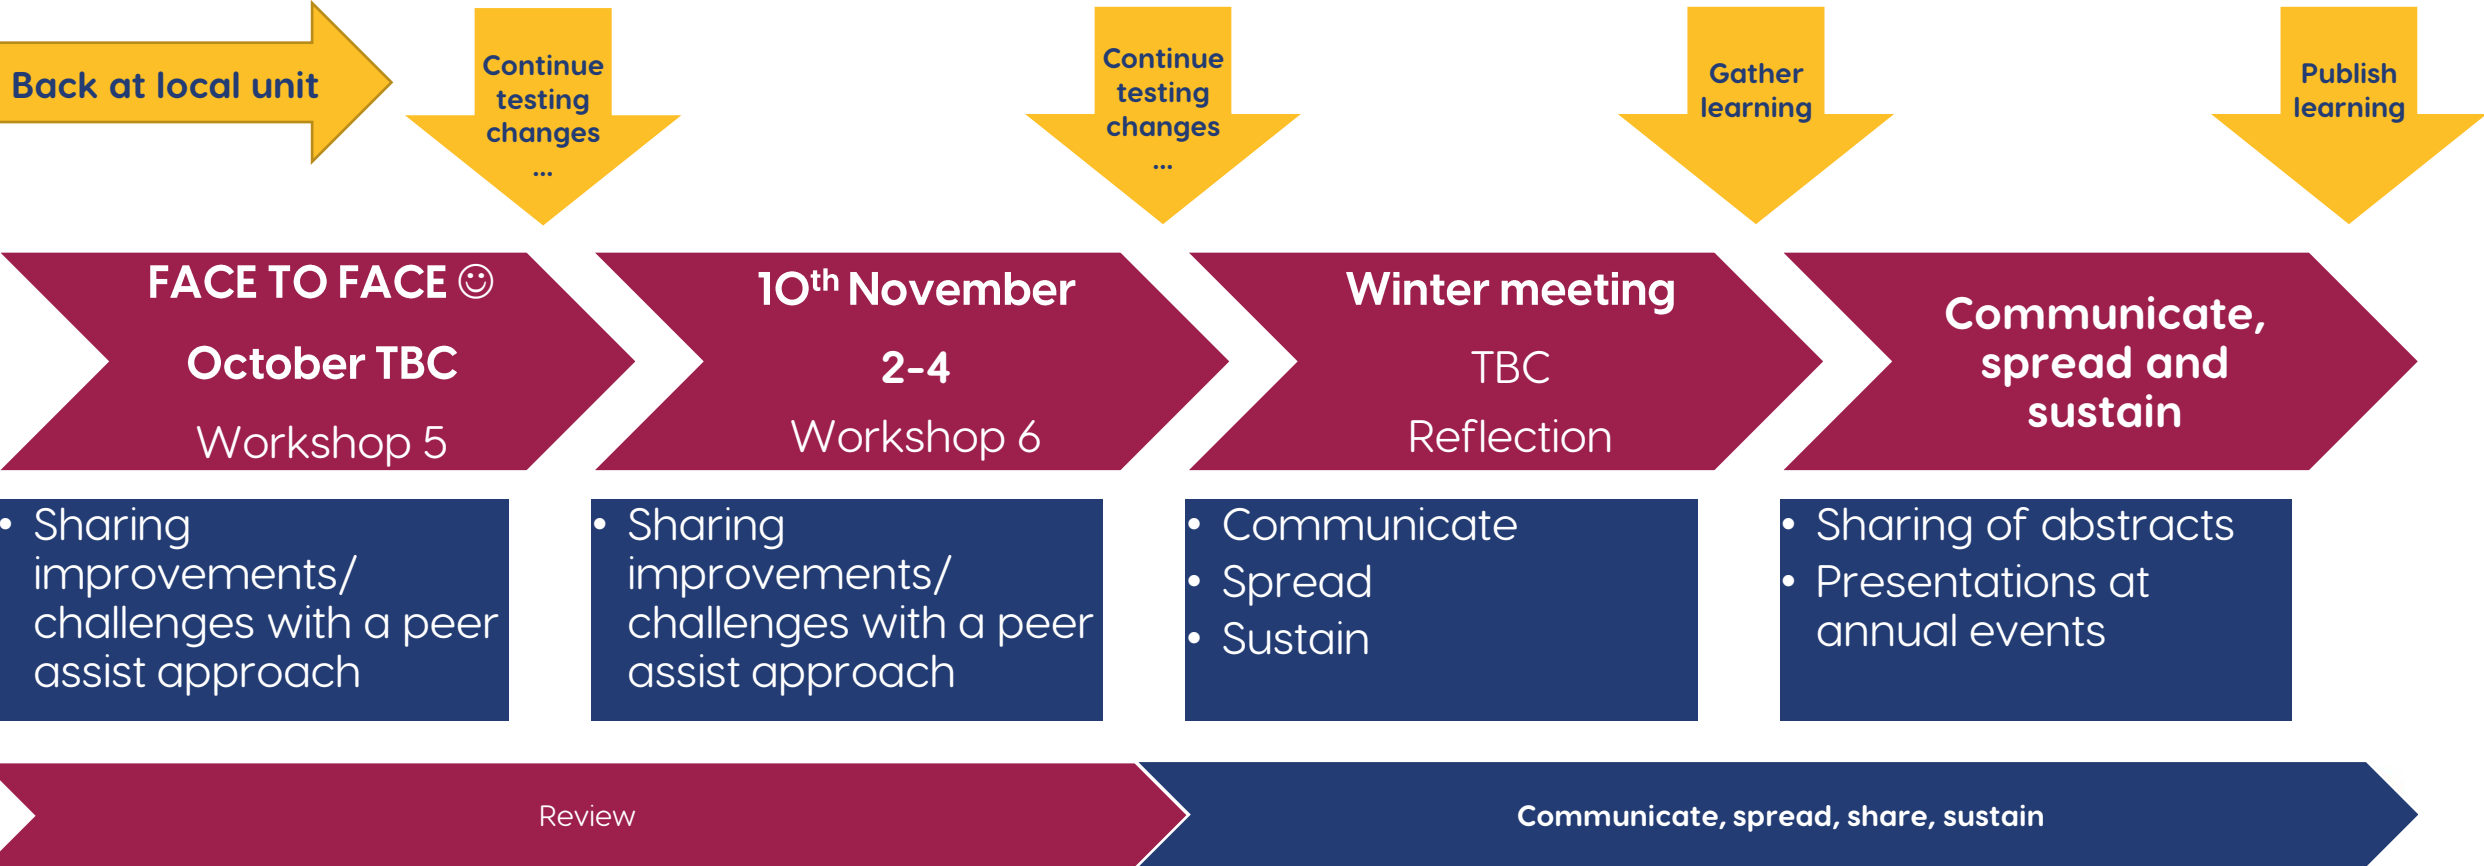 Back at local unit
Continue
testing
changes
...
Continue
testing
changes
...
Gather
learning
Publish
learning
FACE TO FACE ☺
October TBC
Workshop 5
10th November
2-4
Workshop 6
Winter meeting
TBC
Reflection
Communicate,
spread and
sustain
• Sharing
improvements/
challenges with a peer
assist approach
• Sharing
improvements/
challenges with a peer
assist approach
• Communicate
• Spread
• Sustain
• Sharing of abstracts
• Presentations at
annual events
Review
Communicate, spread, share, sustain